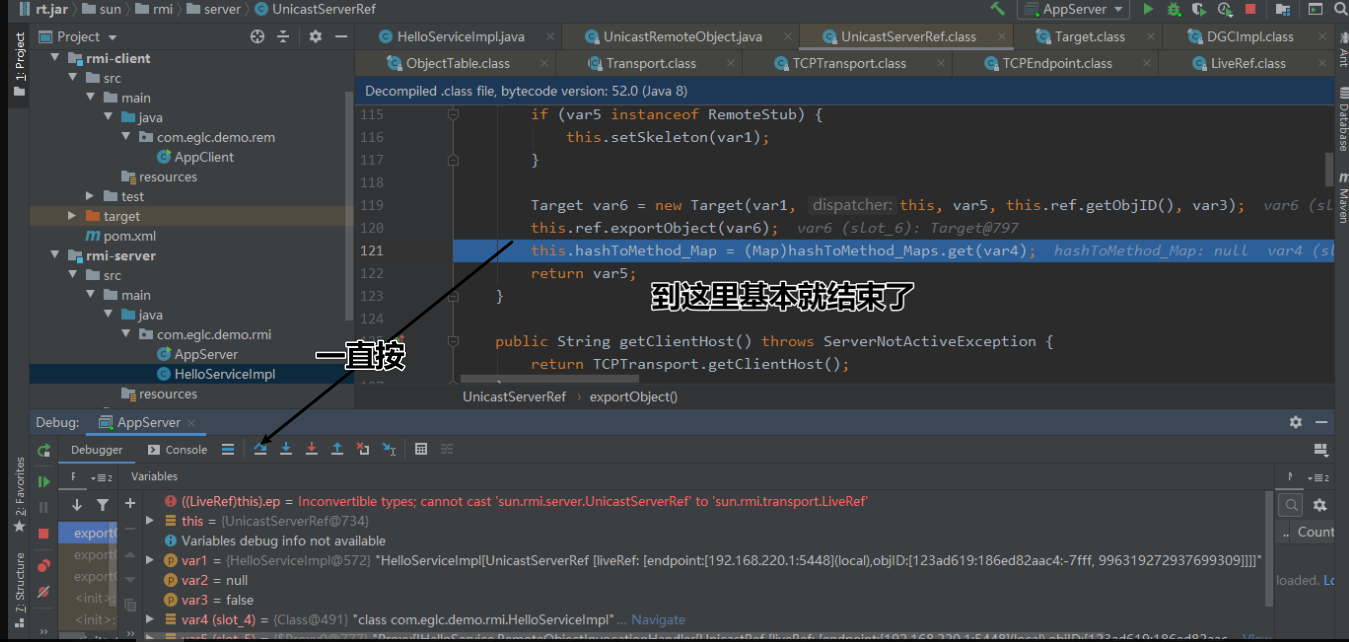 rt.jar sun rmi server UnicastServerRef AppServer
Project
HelloServiceImpl.java UnicastRemoteObject.java UnicastServerRef.class Target.class DGCImpl.class
ObjectTable.class Transport.class TCPTransport.class TCPEndpoint.class LiveRef.class
1: Project
Ant
Database
Maven
rmi-client
src
main
java
com.eglc.demo.rem
AppClient
resources
test
target
pom.xml
rmi-server
src
main
java
com.eglc.demo.rmi
AppServer
HelloServiceImpl
resources
Decompiled .class file, bytecode version: 52.0 (Java 8)
115 if (var5 instanceof RemoteStub) {
116 this.setSkeleton(var1);
117 }
118
119 Target var6 = new Target(var1, dispatcher: this, var5, this.ref.getObjID(), var3); var6 (sl
120 this.ref.exportObject(var6); var6 (slot_6): Target@797
121 this.hashToMethod_Map = (Map)hashToMethod_Maps.get(var4); hashToMethod_Map: null var4 (sl
122 return var5;
123 }
124
public String getClientHost() throws ServerNotActiveException {
return TCPTransport.getClientHost();
到这里基本就结束了
一直按
UnicastServerRef › exportObject()
Debug: AppServer
Debugger Console
2: Favorites
7: Structure
F Variables
export
export
export
<init>:
<init>:
((LiveRef)this).ep = Inconvertible types; cannot cast 'sun.rmi.server.UnicastServerRef' to 'sun.rmi.transport.LiveRef'
this = {UnicastServerRef@734}
Variables debug info not available
var1 = {HelloServiceImpl@572} "HelloServiceImpl[UnicastServerRef [liveRef: [endpoint:[192.168.220.1:5448](local),objID:[123ad619:186ed82aac4:-7fff, 996319272937699309]]]]"
var2 = null
var3 = false
var4 (slot_4) = {Class@491} "class com.eglc.demo.rmi.HelloServiceImpl" ... Navigate
Count
loaded.